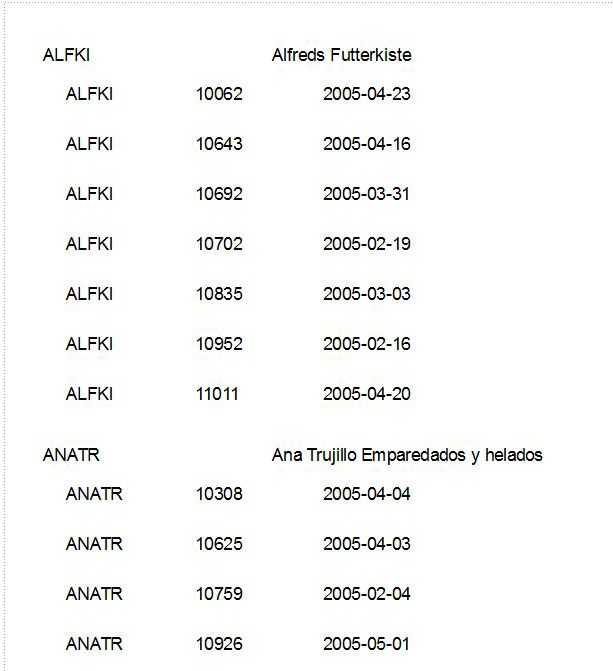 ALFKI Alfreds Futterkiste
ALFKI 10062 2005-04-23
ALFKI 10643 2005-04-16
ALFKI 10692 2005-03-31
ALFKI 10702 2005-02-19
ALFKI 10835 2005-03-03
ALFKI 10952 2005-02-16
ALFKI 11011 2005-04-20
ANATR Ana Trujillo Emparedados y helados
ANATR 10308 2005-04-04
ANATR 10625 2005-04-03
ANATR 10759 2005-02-04
ANATR 10926 2005-05-01